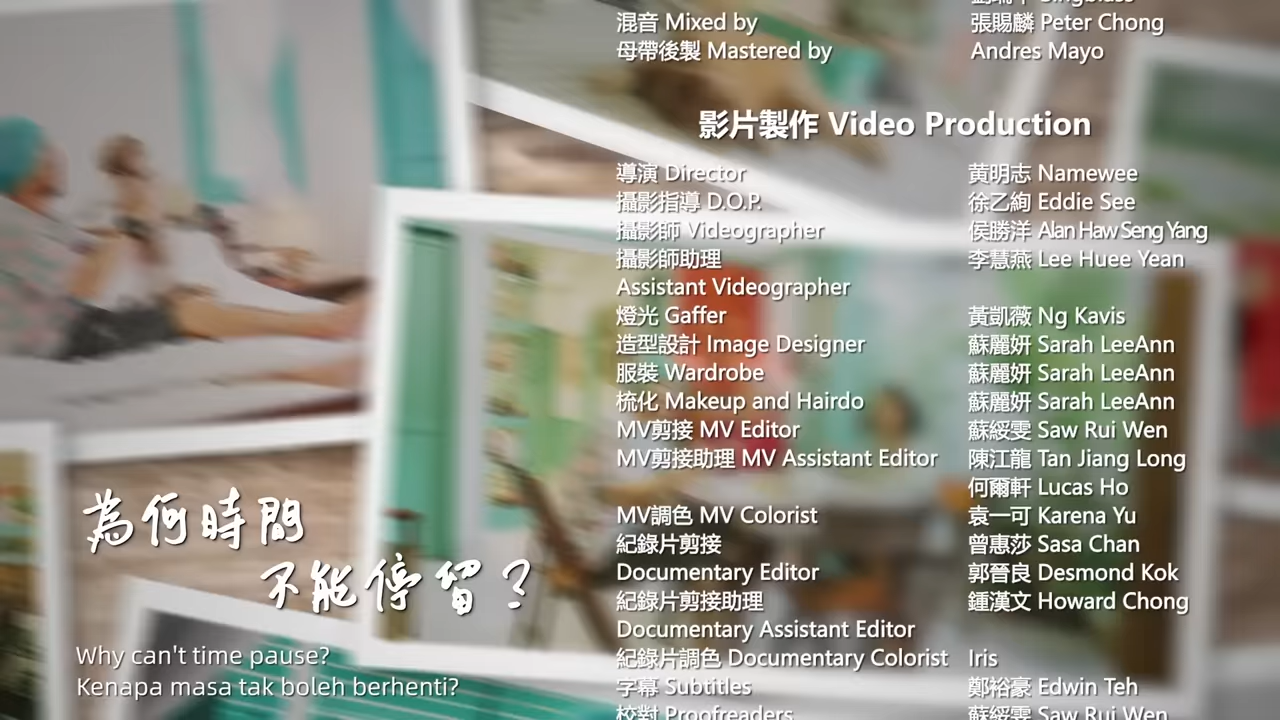 混音 Mixed by 張賜麟 Peter Chong
母帶後製 Mastered by Andres Mayo
影片製作 Video Production
導演 Director 黃明志 Namewee
攝影指導 D.O.P. 徐乙絢 Eddie See
攝影師 Videographer 侯勝洋 Alan Haw Seng Yang
攝影師助理 李慧燕 Lee Huee Yean
Assistant Videographer
燈光 Gaffer 黃凱薇 Ng Kavis
造型設計 Image Designer 蘇麗妍 Sarah LeeAnn
服裝 Wardrobe 蘇麗妍 Sarah LeeAnn
梳化 Makeup and Hairdo 蘇麗妍 Sarah LeeAnn
MV剪接 MV Editor 蘇綏雯 Saw Rui Wen
MV剪接助理 MV Assistant Editor 陳江龍 Tan Jiang Long
何爾軒 Lucas Ho
MV調色 MV Colorist 袁一可 Karena Yu
紀錄片剪接 曾惠莎 Sasa Chan
Documentary Editor 郭晉良 Desmond Kok
紀錄片剪接助理 鍾漢文 Howard Chong
Documentary Assistant Editor
紀錄片調色 Documentary Colorist Iris
字幕 Subtitles 鄭裕豪 Edwin Teh
校對 Proofreaders 蘇綏雯 Saw Rui Wen
為何時間
不能停留？
Why can't time pause?
Kenapa masa tak boleh berhenti?